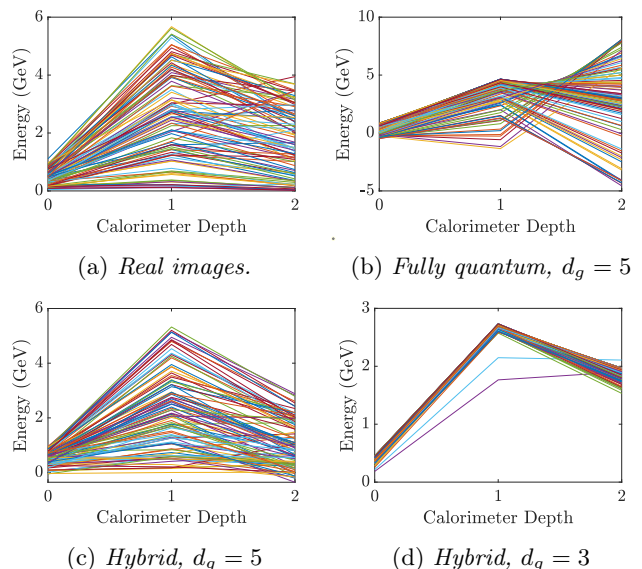 6
4
2
0
Energy (GeV)
0 1 2
Calorimeter Depth
(a) Real images.
10
5
0
-5
Energy (GeV)
0 1 2
Calorimeter Depth
(b) Fully quantum, d_g = 5
6
4
2
0
Energy (GeV)
0 1 2
Calorimeter Depth
(c) Hybrid, d_g = 5
3
2
1
0
Energy (GeV)
0 1 2
Calorimeter Depth
(d) Hybrid, d_g = 3